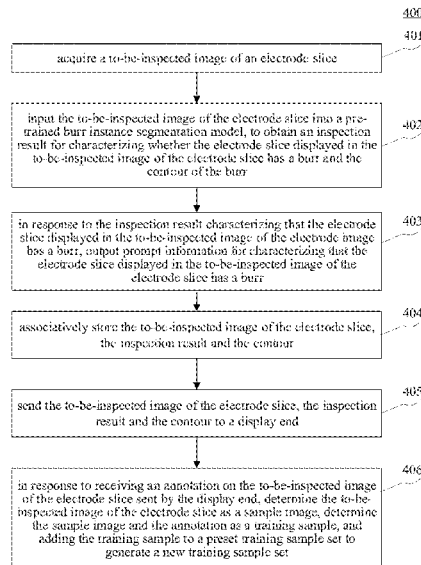 400
401
acquire a to-be-inspected image of an electrode slice
402
input the to-be-inspected image of the electrode slice into a pre-
trained burr instance segmentation model, to obtain an inspection
result for characterizing whether the electrode slice displayed in the
to-be-inspected image of the electrode slice has a burr and the
contour of the burr
403
in response to the inspection result characterizing that the electrode
slice displayed in the to-be-inspected image of the electrode image
has a burr, output prompt information for characterizing that the
electrode slice displayed in the to-be-inspected image of the
electrode slice has a burr
404
associatively store the to-be-inspected image of the electrode slice,
the inspection result and the contour
405
send the to-be-inspected image of the electrode slice, the inspection
result and the contour to a display end
406
in response to receiving an annotation on the to-be-inspected image
of the electrode slice sent by the display end, determine the to-be-
inspected image of the electrode slice as a sample image, determine
the sample image and the annotation as a training sample, and
adding the training sample to a preset training sample set to
generate a new training sample set